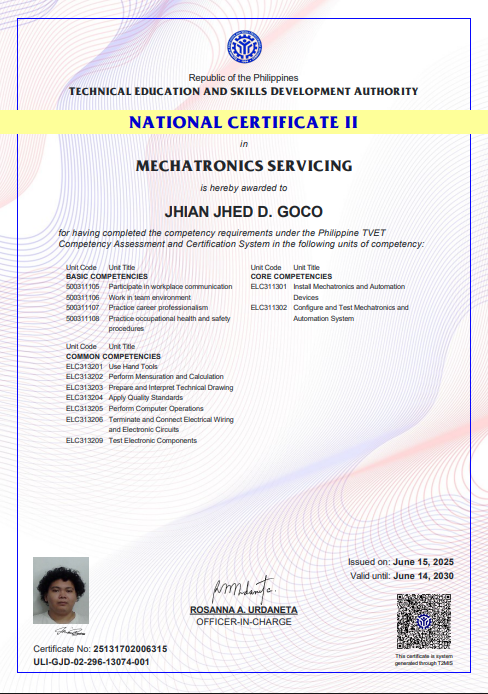 Republic of the Philippines
TECHNICAL EDUCATION AND SKILLS DEVELOPMENT AUTHORITY
NATIONAL CERTIFICATE II
in
MECHATRONICS SERVICING
is hereby awarded to
JHIAN JHED D. GOCO
for having completed the competency requirements under the Philippine TVET
Competency Assessment and Certification System in the following units of competency:
Unit Code Unit Title
BASIC COMPETENCIES
500311105 Participate in workplace communication
500311106 Work in team environment
500311107 Practice career professionalism
500311108 Practice occupational health and safety
procedures
Unit Code Unit Title
COMMON COMPETENCIES
ELC313201 Use Hand Tools
ELC313202 Perform Mensuration and Calculation
ELC313203 Prepare and Interpret Technical Drawing
ELC313204 Apply Quality Standards
ELC313205 Perform Computer Operations
ELC313206 Terminate and Connect Electrical Wiring
and Electronic Circuits
ELC313209 Test Electronic Components
Unit Code Unit Title
CORE COMPETENCIES
ELC311301 Install Mechatronics and Automation
Devices
ELC311302 Configure and Test Mechatronics and
Automation System
Issued on: June 15, 2025
Valid until: June 14, 2030
ROSANNA A. URDANETA
OFFICER-IN-CHARGE
Certificate No: 25131702006315
ULI-GJD-02-296-13074-001
This certificate is system
generated through T2MIS